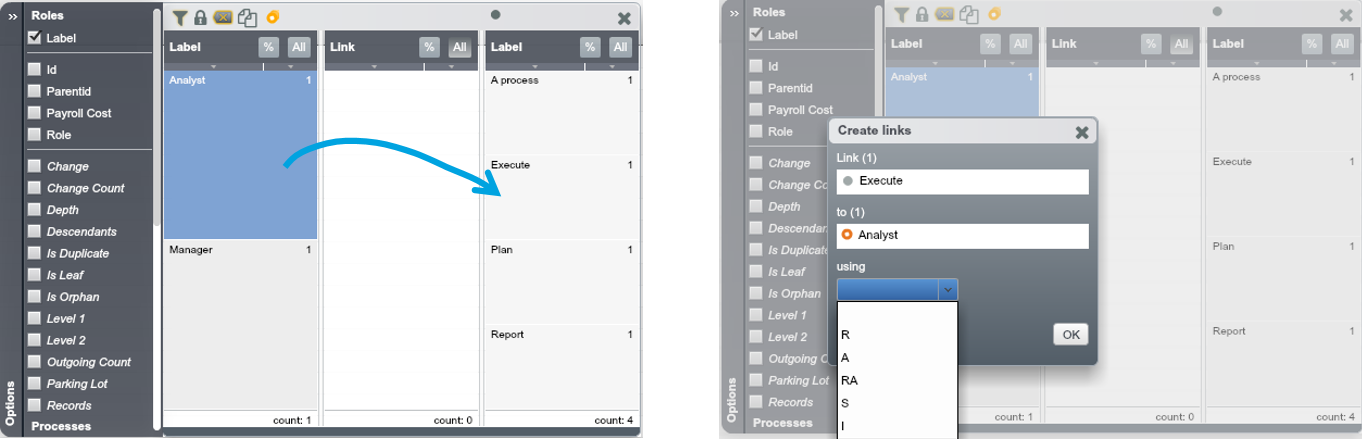 Roles
Label
Id
Parentid
Payroll Cost
Role
Change
Change Count
Depth
Descendants
Is Duplicate
Is Leaf
Is Orphan
Level 1
Level 2
Outgoing Count
Parking Lot
Records
Processes
Options
Label % All
Analyst 1
Manager 1
count: 1
Link % All
count: 0
Label % All
A process 1
Execute 1
Plan 1
Report 1
count: 4
Roles
Label
Id
Parentid
Payroll Cost
Role
Change
Change Co
Depth
Descendan
Is Duplicate
Is Leaf
Is Orphan
Level 1
Level 2
Outgoing C
Parking Lot
Records
Processes
Options
Label % All
Analyst 1
count: 1
Link % All
count: 0
Label % All
A process 1
Execute 1
Plan 1
Report 1
count: 4
Create links
Link (1)
Execute
to (1)
Analyst
using
R
A
RA
S
I
OK